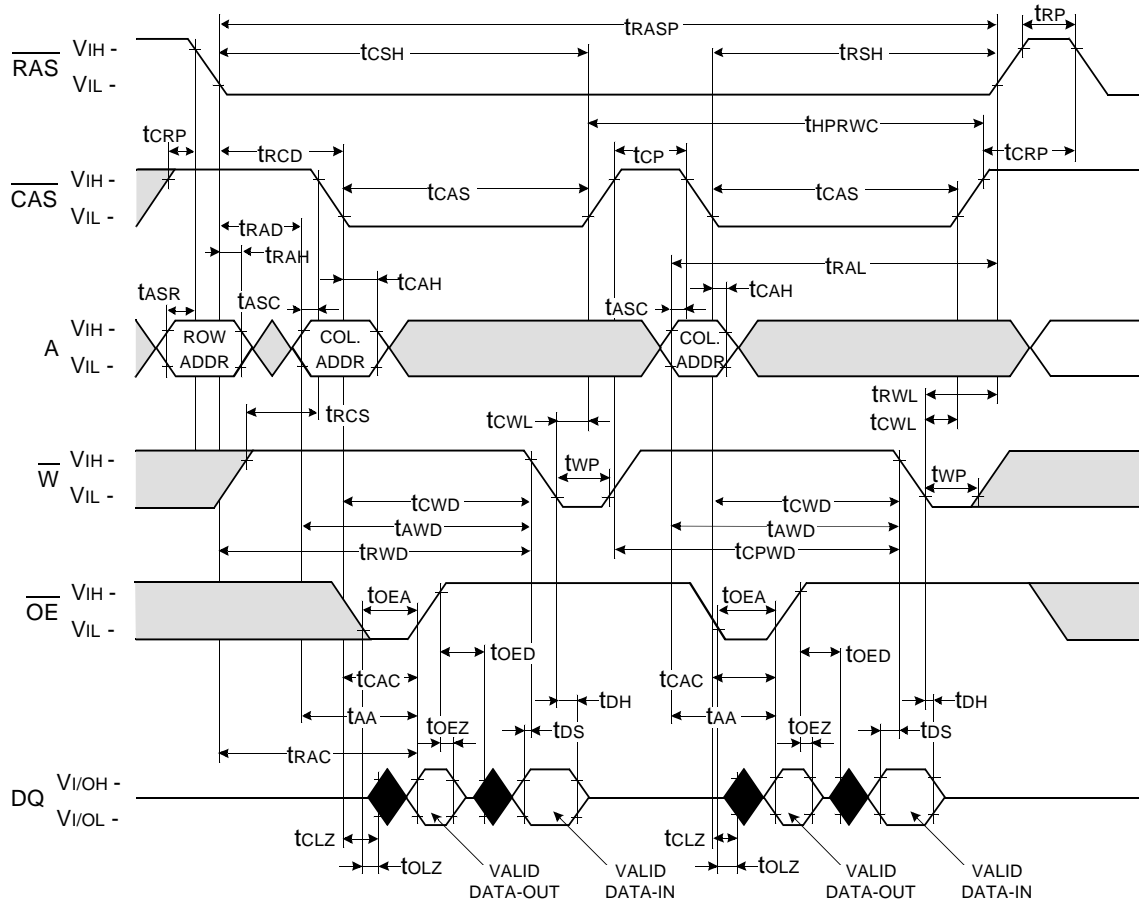 tRASP
tRP
tCSH
tRSH
RAS
VIH -
VIL -
tHPRWC
tCRP
tRCD
tCP
tCRP
CAS
VIH -
VIL -
tCAS
tCAS
tRAD
tRAH
tRAL
tASR
tASC
tCAH
tASC
tCAH
A
VIH -
VIL -
ROW
ADDR
COL.
ADDR
COL.
ADDR
tRCS
tCWL
tRWL
tCWL
W
VIH -
VIL -
tWP
tWP
tCWD
tCWD
tAWD
tAWD
tRWD
tCPWD
OE
VIH -
VIL -
tOEA
tOEA
tOED
tOED
tCAC
tCAC
tDH
tDH
tAA
tOEZ
tDS
tAA
tOEZ
tDS
tRAC
DQ
VI/OH -
VI/OL -
tCLZ
tOLZ
tCLZ
tOLZ
VALID
DATA-OUT
VALID
DATA-IN
VALID
DATA-OUT
VALID
DATA-IN